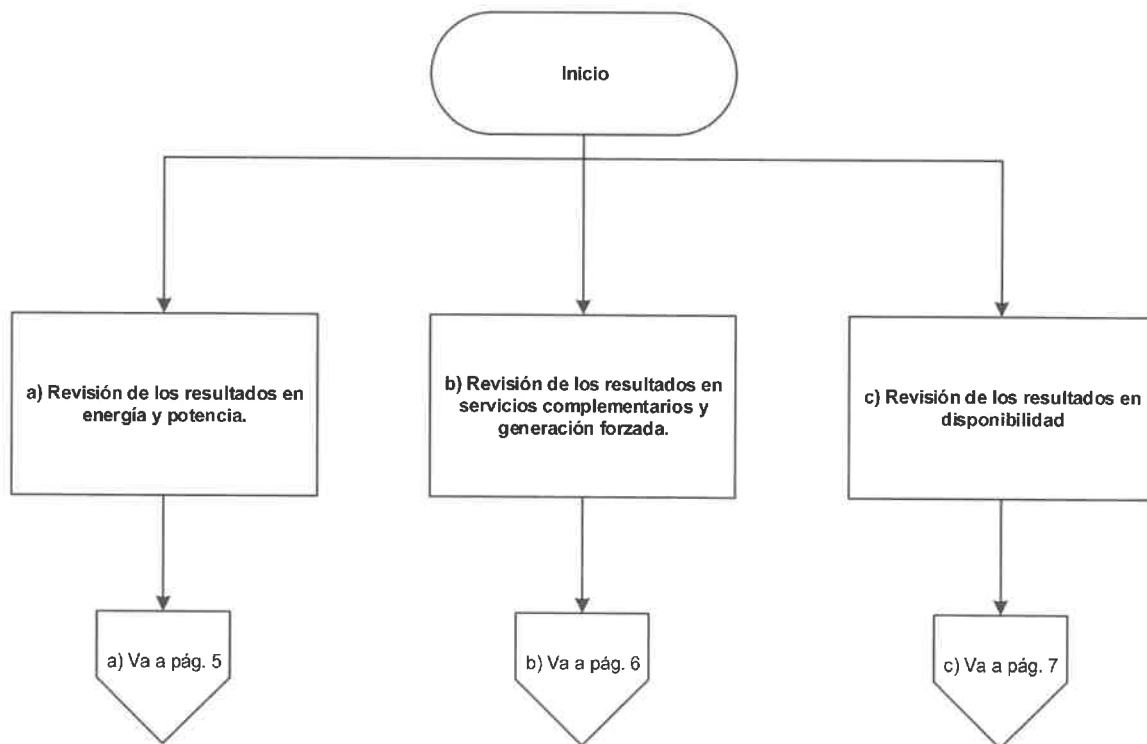 Inicio
a) Revisión de los resultados en
energía y potencia.
b) Revisión de los resultados en
servicios complementarios y
generación forzada.
c) Revisión de los resultados en
disponibilidad
a) Va a pág. 5
b) Va a pág. 6
c) Va a pág. 7